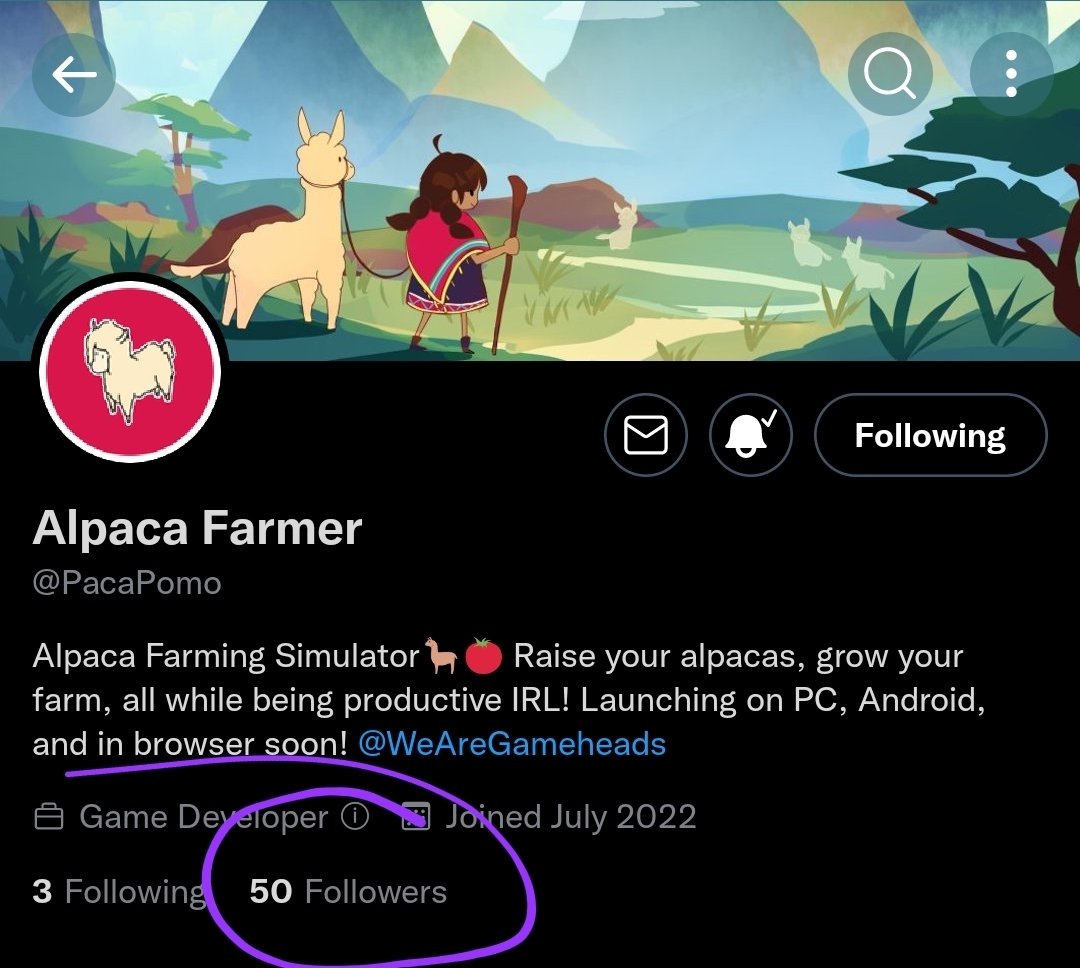 Following
Alpaca Farmer
@PacaPomo
Alpaca Farming Simulator🦙🍅 Raise your alpacas, grow your
farm, all while being productive IRL! Launching on PC, Android,
and in browser soon! @WeAreGameheads
Game Developer Joined July 2022
3 Following 50 Followers